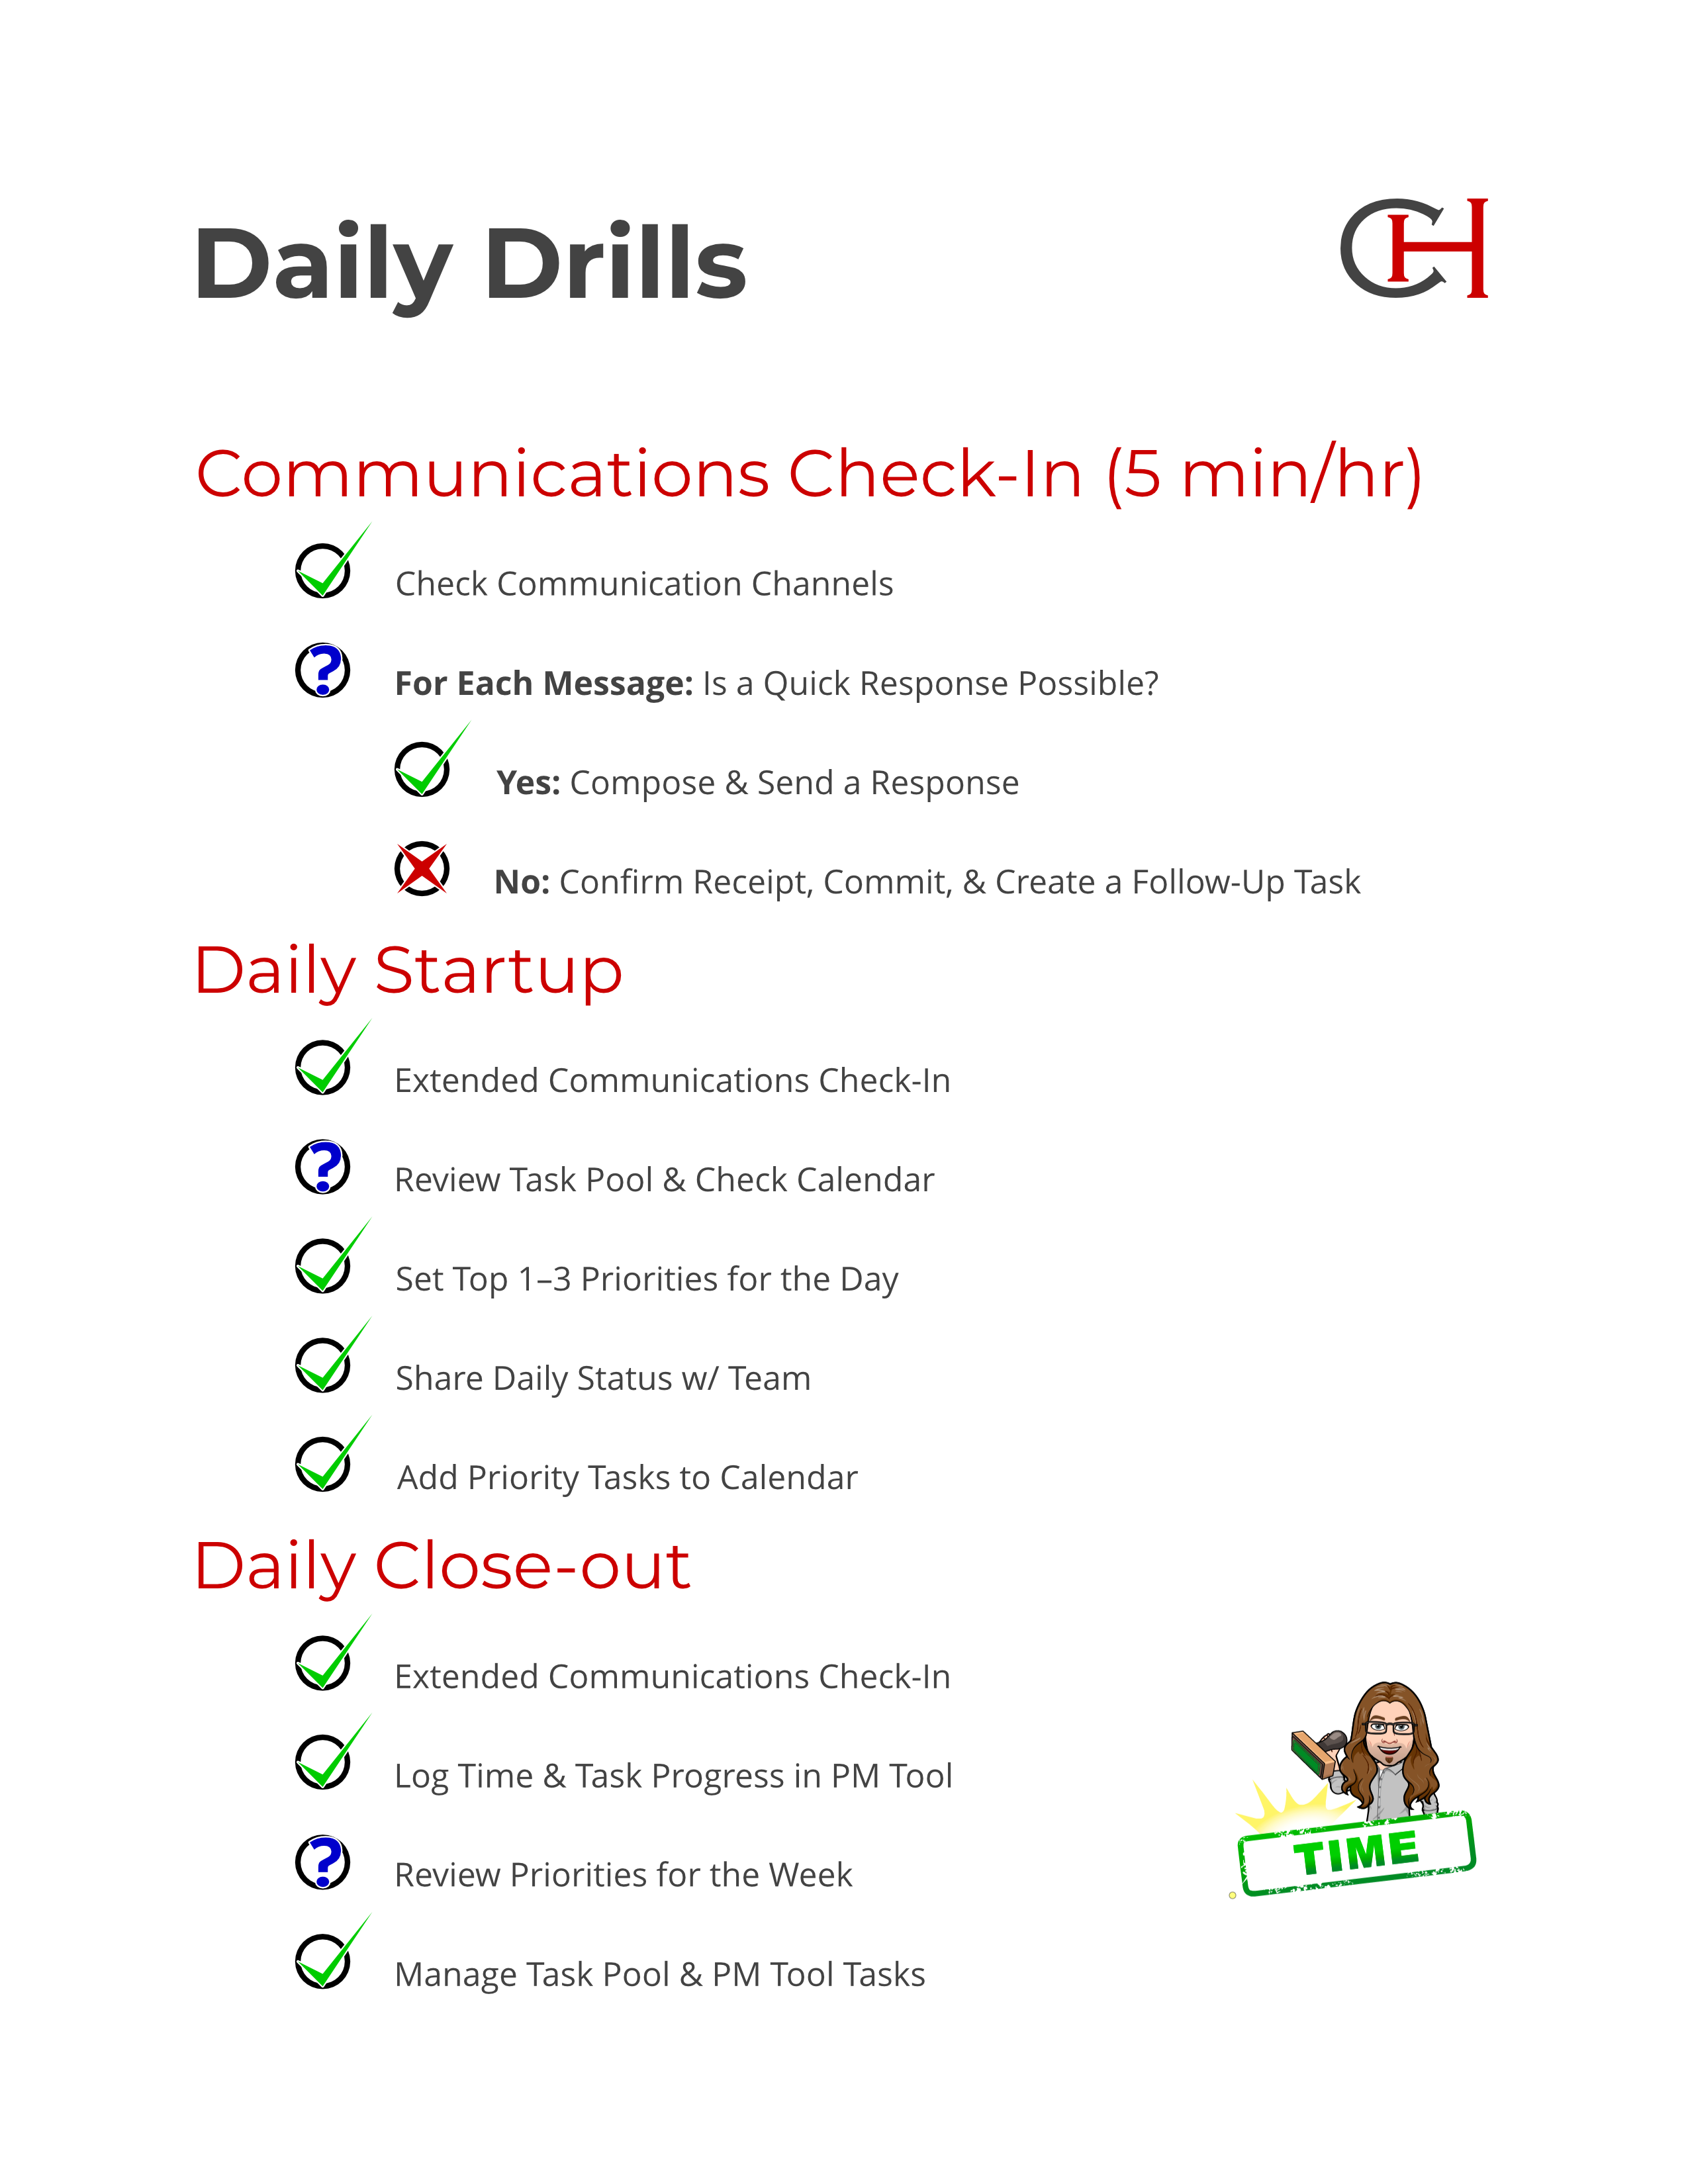 Daily Drills
CH
Communications Check-In (5 min/hr)
Check Communication Channels
? For Each Message: Is a Quick Response Possible?
Yes: Compose & Send a Response
No: Confirm Receipt, Commit, & Create a Follow-Up Task
Daily Startup
Extended Communications Check-In
? Review Task Pool & Check Calendar
Set Top 1–3 Priorities for the Day
Share Daily Status w/ Team
Add Priority Tasks to Calendar
Daily Close-out
Extended Communications Check-In
Log Time & Task Progress in PM Tool
? Review Priorities for the Week
TIME
Manage Task Pool & PM Tool Tasks